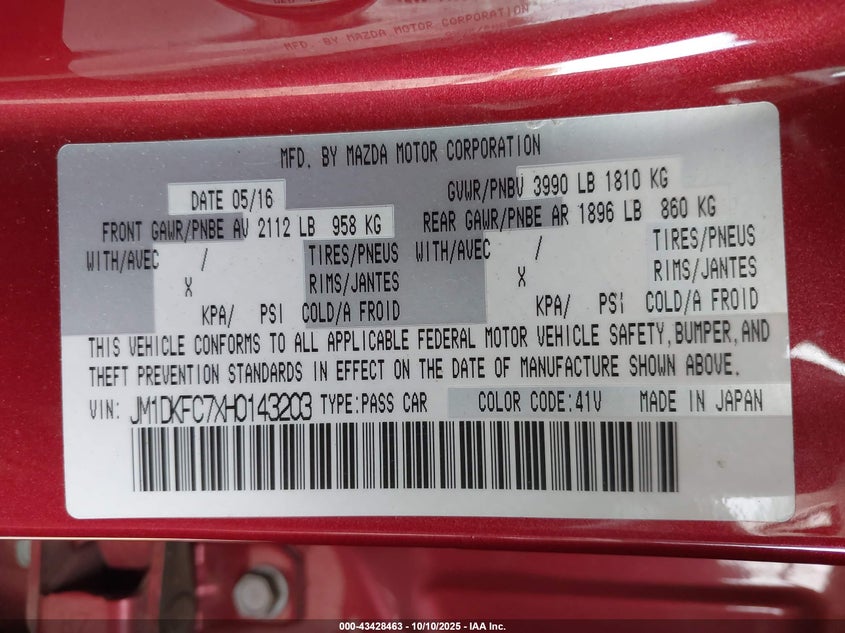 MFD. BY MAZDA MOTOR CORPORATION
MFD. BY MAZDA MOTOR CORPORATION
DATE 05/16
GVWR/PNBV 3990 LB 1810 KG
FRONT GAWR/PNBE AV 2112 LB 958 KG
REAR GAWR/PNBE AR 1896 LB 860 KG
WITH/AVEC / TIRES/PNEUS WITH/AVEC / TIRES/PNEUS
X RIMS/JANTES X RIMS/JANTES
KPA/ PSI COLD/A FROID KPA/ PSI COLD/A FROID
THIS VEHICLE CONFORMS TO ALL APPLICABLE FEDERAL MOTOR VEHICLE SAFETY, BUMPER, AND
THEFT PREVENTION STANDARDS IN EFFECT ON THE DATE OF MANUFACTURE SHOWN ABOVE.
VIN: JM1DKFC7XH0143203 TYPE:PASS CAR COLOR CODE:41V MADE IN JAPAN
000-43428463 - 10/10/2025 - IAA Inc.